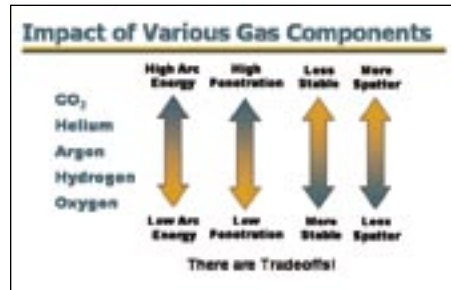 Impact of Various Gas Components
High Arc Energy
High Penetration
Less Stable
More Spatter
CO₂
Helium
Argon
Hydrogen
Oxygen
Low Arc Energy
Low Penetration
More Stable
Less Spatter
There are Tradeoffs!